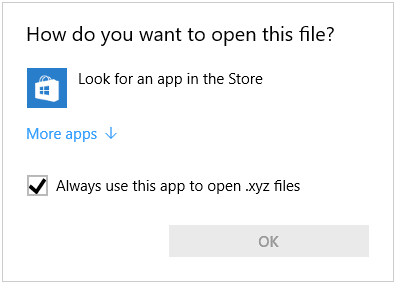 How do you want to open this file?
Look for an app in the Store
More apps ↓
Always use this app to open .xyz files
OK